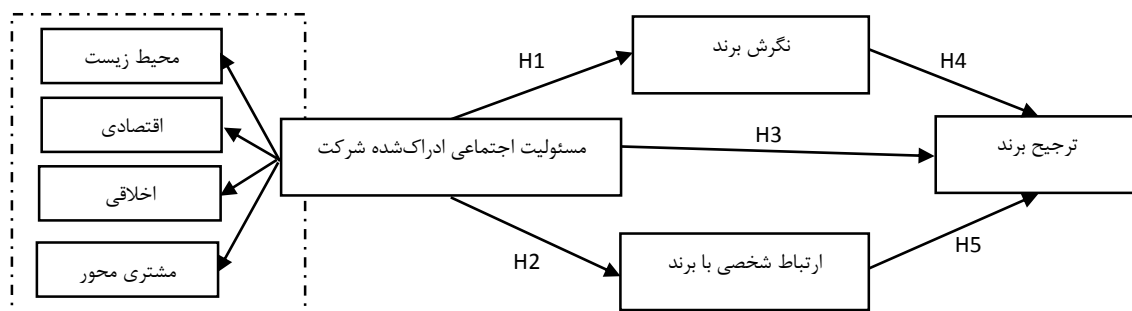 نگرش برند
محیط زیست
H1
H4
اقتصادی
مسئولیت اجتماعی ادراک‌شده شرکت
H3
ترجیح برند
اخلاقی
مشتری محور
H2
ارتباط شخصی با برند
H5